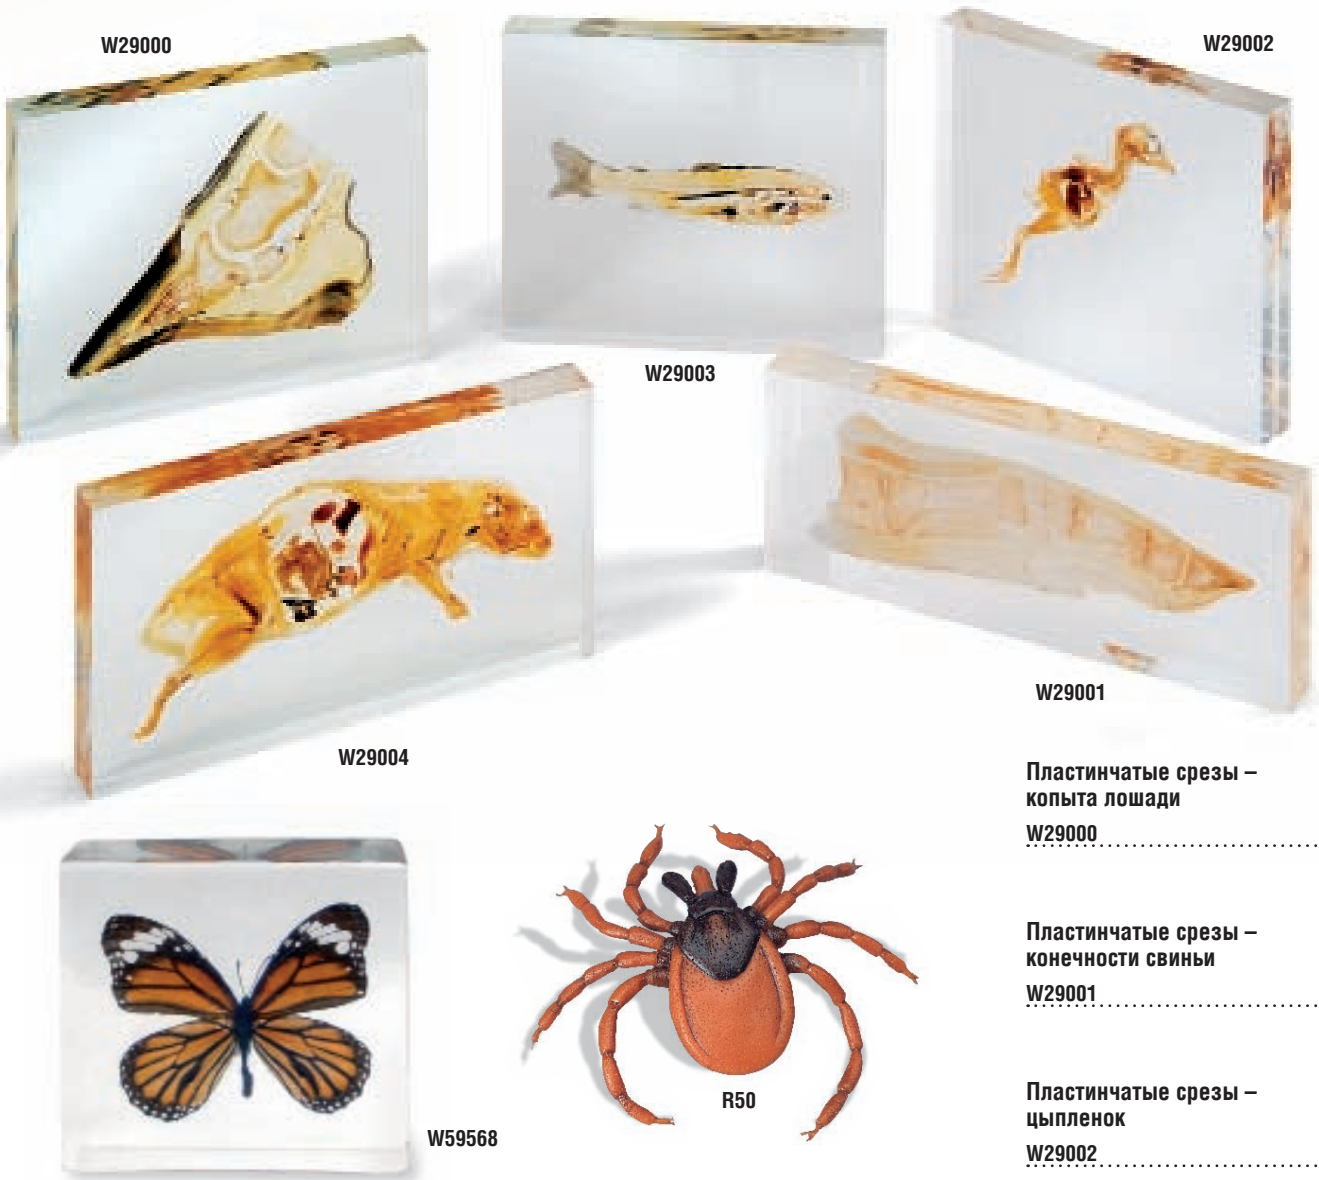 W29000
W29002
W29003
W29001
W29004
Пластинчатые срезы –
копыта лошади
W29000
Пластинчатые срезы –
конечности свиньи
W29001
R50
Пластинчатые срезы –
цыпленок
W59568
W29002